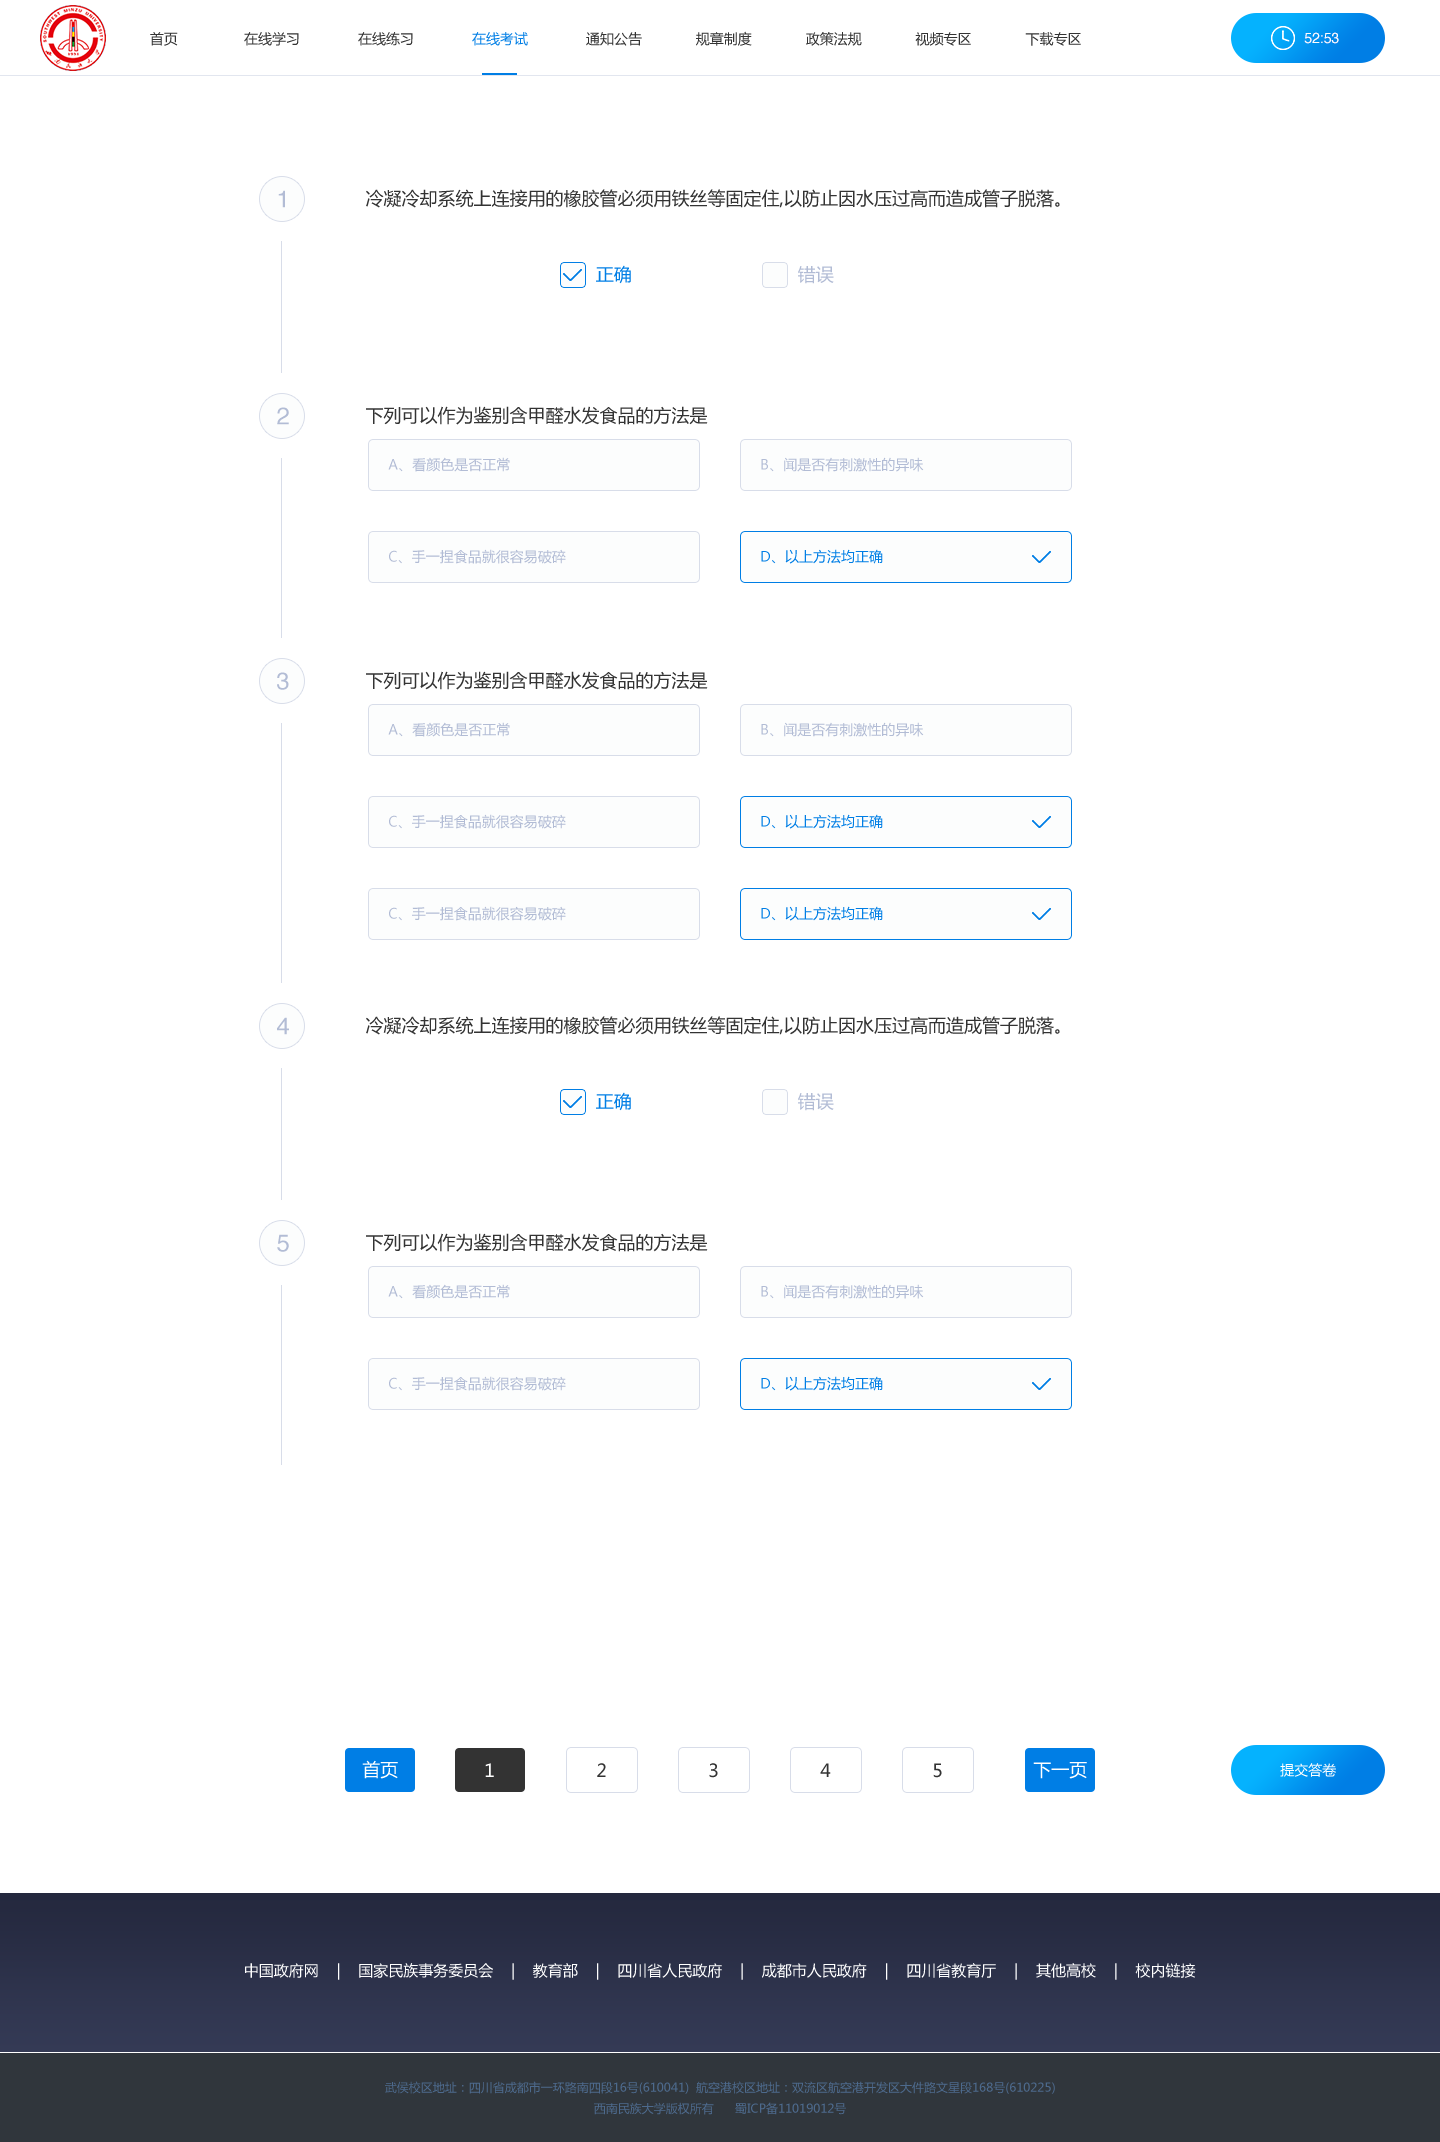 SOUTHWEST MINZU UNIVERSITY
首页 在线学习 在线练习 在线考试 通知公告 规章制度 政策法规 视频专区 下载专区 52:53
1 冷凝冷却系统上连接用的橡胶管必须用铁丝等固定住,以防止因水压过高而造成管子脱落。
正确 错误
2 下列可以作为鉴别含甲醛水发食品的方法是
A、看颜色是否正常 B、闻是否有刺激性的异味
C、手一捏食品就很容易破碎 D、以上方法均正确
3 下列可以作为鉴别含甲醛水发食品的方法是
A、看颜色是否正常 B、闻是否有刺激性的异味
C、手一捏食品就很容易破碎 D、以上方法均正确
C、手一捏食品就很容易破碎 D、以上方法均正确
4 冷凝冷却系统上连接用的橡胶管必须用铁丝等固定住,以防止因水压过高而造成管子脱落。
正确 错误
5 下列可以作为鉴别含甲醛水发食品的方法是
A、看颜色是否正常 B、闻是否有刺激性的异味
C、手一捏食品就很容易破碎 D、以上方法均正确
首页 1 2 3 4 5 下一页 提交答卷
中国政府网 | 国家民族事务委员会 | 教育部 | 四川省人民政府 | 成都市人民政府 | 四川省教育厅 | 其他高校 | 校内链接
武侯校区地址：四川省成都市一环路南四段16号(610041) 航空港校区地址：双流区航空港开发区大件路文星段168号(610225)
西南民族大学版权所有 蜀ICP备11019012号